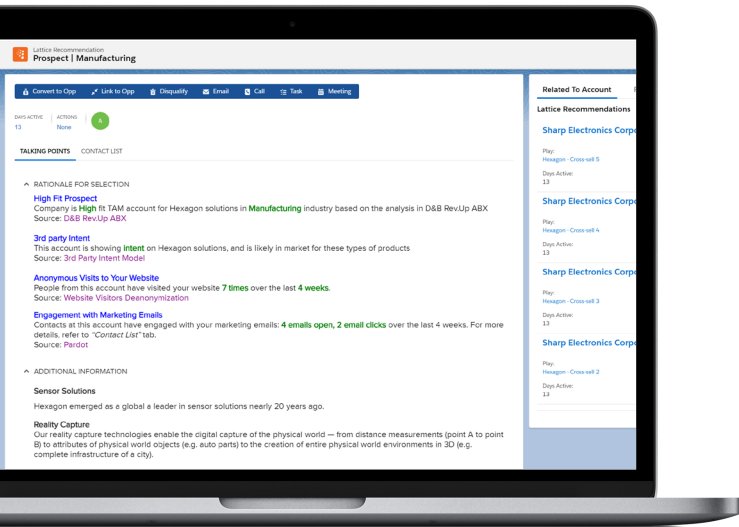 Lattice Recommendation
Prospect | Manufacturing
Convert to Opp
Link to Opp
Disqualify
Email
Call
Task
Meeting
DAYS ACTIVE
ACTIONS
13
None
A
TALKING POINTS
CONTACT LIST
RATIONALE FOR SELECTION
High Fit Prospect
Company is High fit TAM account for Hexagon solutions in Manufacturing industry based on the analysis in D&B Rev.Up ABX
Source: D&B Rev.Up ABX
3rd party Intent
This account is showing intent on Hexagon solutions, and is likely in market for these types of products
Source: 3rd Party Intent Model
Anonymous Visits to Your Website
People from this account have visited your website 7 times over the last 4 weeks.
Source: Website Visitors Deanonymization
Engagement with Marketing Emails
Contacts at this account have engaged with your marketing emails: 4 emails open, 2 email clicks over the last 4 weeks. For more
details, refer to "Contact List" tab.
Source: Pardot
ADDITIONAL INFORMATION
Sensor Solutions
Hexagon emerged as a global a leader in sensor solutions nearly 20 years ago.
Reality Capture
Our reality capture technologies enable the digital capture of the physical world — from distance measurements (point A to point
B) to attributes of physical world objects (e.g. auto parts) to the creation of entire physical world environments in 3D (e.g.
complete infrastructure of a city).
Related To Account
Lattice Recommendations
Sharp Electronics Corpo
Play:
Hexagon - Cross-sell 5
Days Active:
13
Sharp Electronics Corpo
Play:
Hexagon - Cross-sell 4
Days Active:
13
Sharp Electronics Corpo
Play:
Hexagon - Cross-sell 3
Days Active:
13
Sharp Electronics Corpo
Play:
Hexagon - Cross-sell 2
Days Active:
13